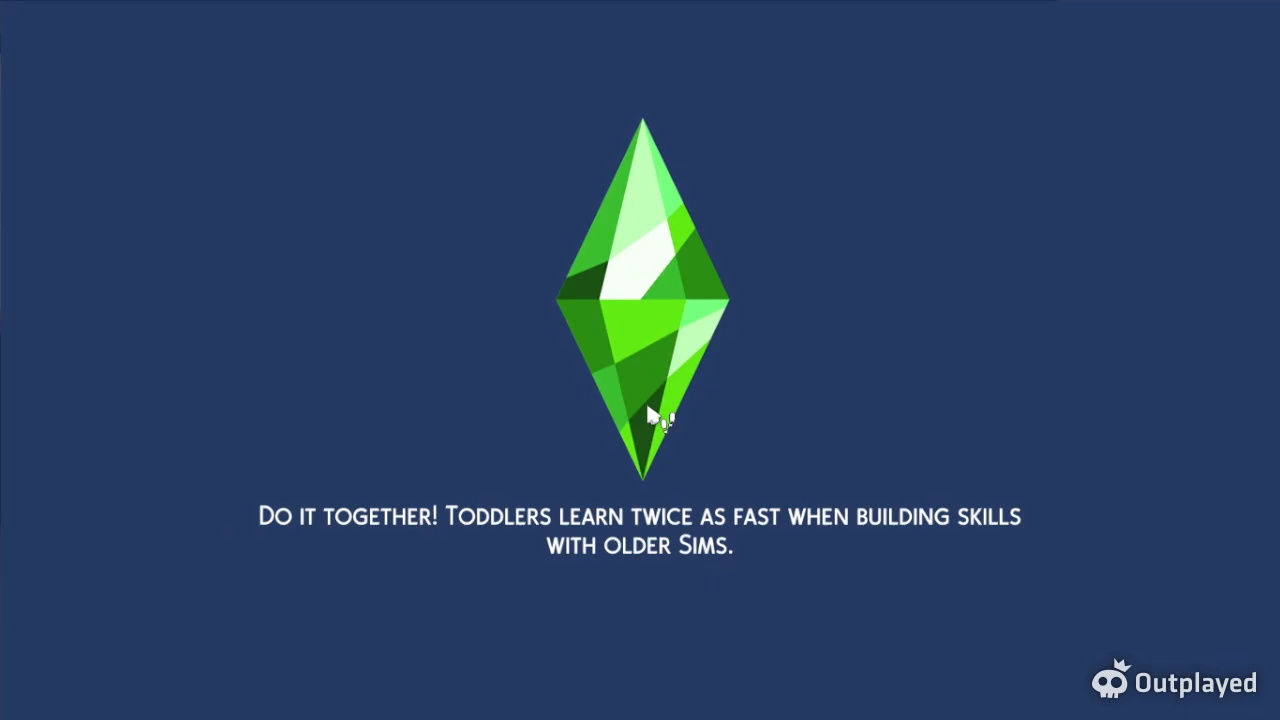 Do it together! Toddlers learn twice as fast when building skills
with older Sims.
Outplayed